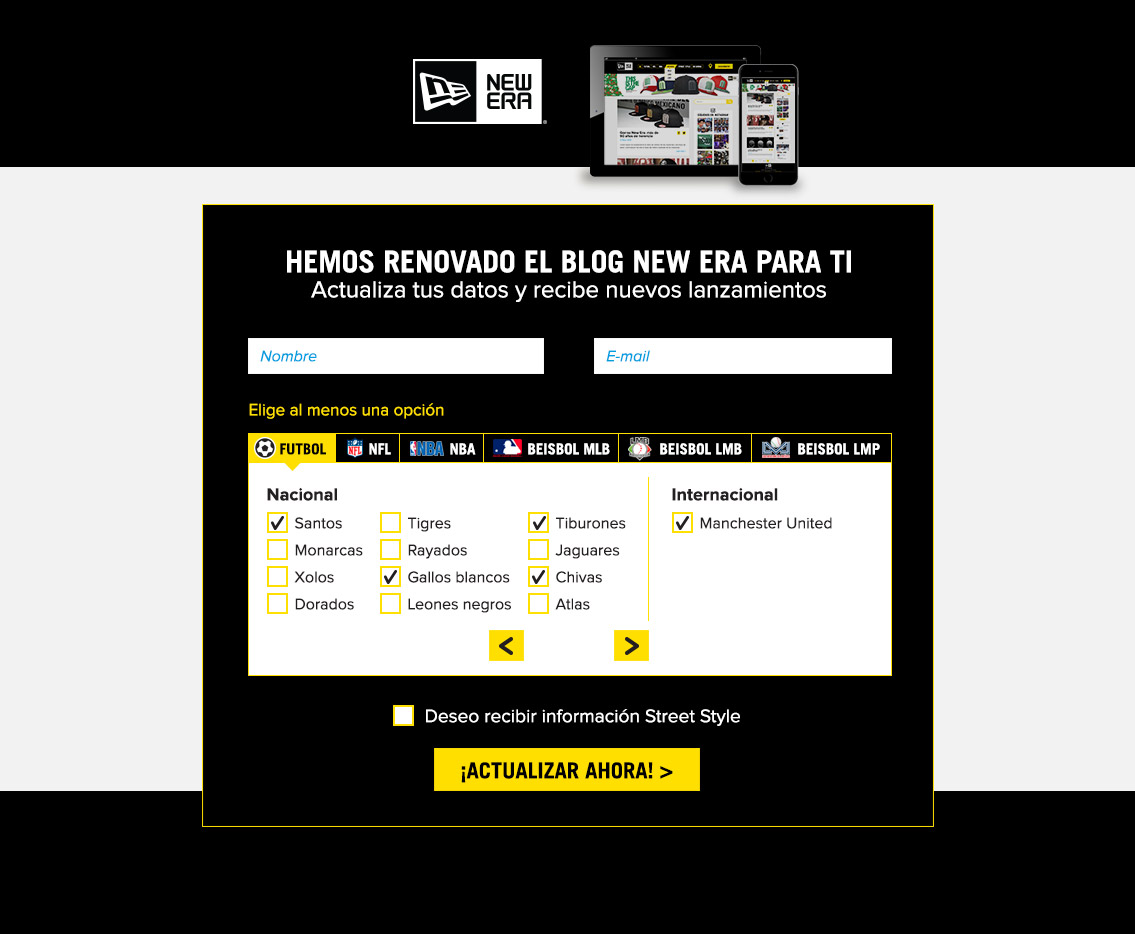 NEW
ERA
HEMOS RENOVADO EL BLOG NEW ERA PARA TI
Actualiza tus datos y recibe nuevos lanzamientos
Nombre
E-mail
Elige al menos una opción
FUTBOL
NFL NFL
NBA NBA
BEISBOL MLB
LMB BEISBOL LMB
BEISBOL LMP
Nacional
Santos
Tigres
Tiburones
Monarcas
Rayados
Jaguares
Xolos
Gallos blancos
Chivas
Dorados
Leones negros
Atlas
< >
Internacional
Manchester United
Deseo recibir información Street Style
¡ACTUALIZAR AHORA! >